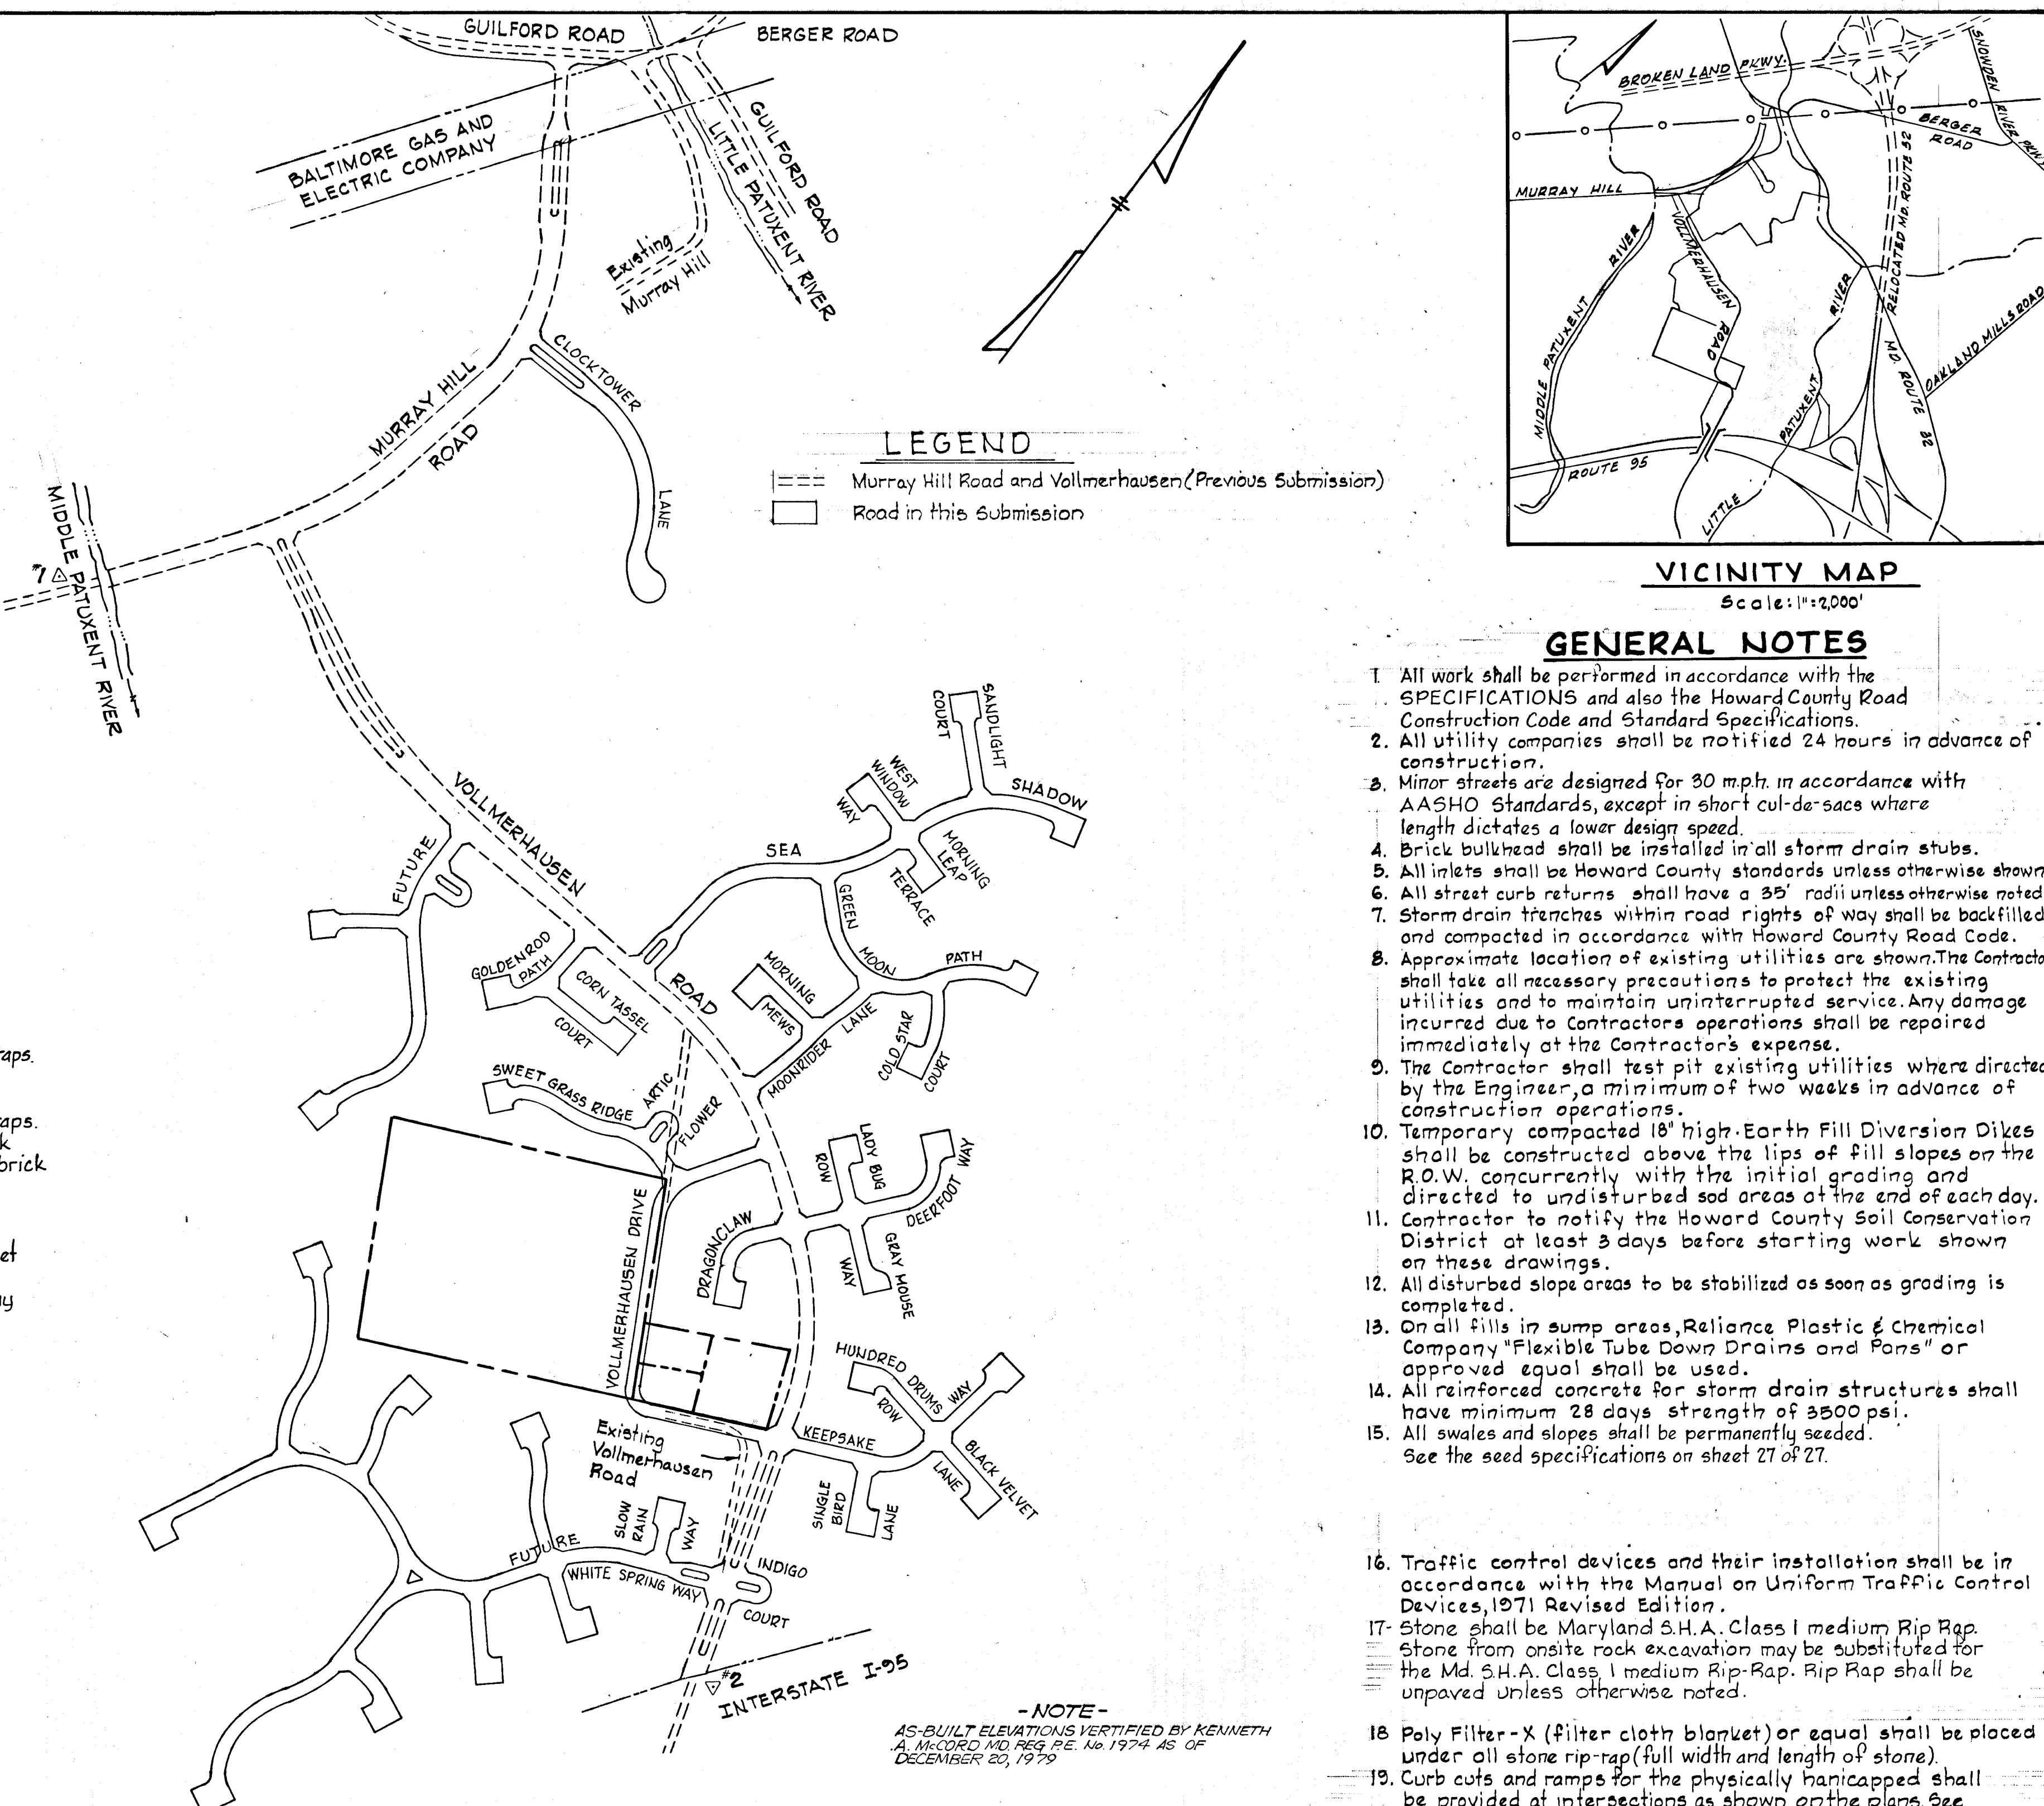 GUILFORD ROAD
BERGER ROAD
BALTIMORE GAS AND
ELECTRIC COMPANY
GUILFORD ROAD
LITTLE PATUXENT RIVER
Existing
Murray Hill
CLOCKTOWER
LANE
MURRAY HILL
ROAD
#1
MIDDLE PATUXENT RIVER
LEGEND
Murray Hill Road and Vollmerhausen (Previous Submission)
Road in this Submission
VOLLMERHAUSEN
ROAD
FUTURE
SANDLIGHT
COURT
WEST
WINDOW
WAY
SHADOW
SEA
MORNING
LEAP
TERRACE
GREEN
MOON
PATH
GOLDENROD
PATH
CORN TASSEL
COURT
MORNING
MEWS
MOONRIDER LANE
COLD STAR
COURT
SWEET GRASS RIDGE
ARTIC
FLOWER
LADY BUG
ROW
DEERFOOT WAY
DRAGONCLAW
WAY
GRAY MOUSE
VOLLMERHAUSEN DRIVE
HUNDRED DRUMS
ROW
WAY
KEEPSAKE
LANE
BLACK VELVET
SINGLE
BIRD
LANE
Existing
Vollmerhausen
Road
SLOW
RAIN
WAY
FUTURE
WHITE SPRING WAY
INDIGO
COURT
#2
INTERSTATE I-95
-NOTE-
AS-BUILT ELEVATIONS VERTIFIED BY KENNETH
A. McCORD MD. REG P.E. No. 1974 AS OF
DECEMBER 20, 1979
raps.
raps.
k
brick
et
y
BROKEN LAND PKWY.
SNOWDEN RIVER PKWY
BERGER
ROAD
MURRAY HILL
VOLLMERHAUSEN
ROAD
RIVER
MIDDLE PATUXENT
RELOCATED MD. ROUTE 32
RIVER
PATUXENT
LITTLE
MD. ROUTE 32
OAKLAND MILLS ROAD
ROUTE 95
VICINITY MAP
Scale: 1"=2,000'
GENERAL NOTES
1. All work shall be performed in accordance with the
SPECIFICATIONS and also the Howard County Road
Construction Code and Standard Specifications.
2. All utility companies shall be notified 24 hours in advance of
construction.
3. Minor streets are designed for 30 m.p.h. in accordance with
AASHO Standards, except in short cul-de-sacs where
length dictates a lower design speed.
4. Brick bulkhead shall be installed in all storm drain stubs.
5. All inlets shall be Howard County standards unless otherwise shown
6. All street curb returns shall have a 35' radii unless otherwise noted
7. Storm drain trenches within road rights of way shall be backfilled
and compacted in accordance with Howard County Road Code.
8. Approximate location of existing utilities are shown. The Contracto
shall take all necessary precautions to protect the existing
utilities and to maintain uninterrupted service. Any damage
incurred due to Contractors operations shall be repaired
immediately at the Contractor's expense.
9. The Contractor shall test pit existing utilities where directed
by the Engineer, a minimum of two weeks in advance of
construction operations.
10. Temporary compacted 18" high Earth Fill Diversion Dikes
shall be constructed above the lips of fill slopes on the
R.O.W. concurrently with the initial grading and
directed to undisturbed sod areas at the end of each day.
11. Contractor to notify the Howard County Soil Conservation
District at least 3 days before starting work shown
on these drawings.
12. All disturbed slope areas to be stabilized as soon as grading is
completed.
13. On all fills in sump areas, Reliance Plastic & Chemical
Company "Flexible Tube Down Drains and Pans" or
approved equal shall be used.
14. All reinforced concrete for storm drain structures shall
have minimum 28 days strength of 3500 psi.
15. All swales and slopes shall be permanently seeded.
See the seed specifications on sheet 27 of 27.
16. Traffic control devices and their installation shall be in
accordance with the Manual on Uniform Traffic Control
Devices, 1971 Revised Edition.
17- Stone shall be Maryland S.H.A. Class 1 medium Rip Rap.
Stone from onsite rock excavation may be substituted for
the Md. S.H.A. Class 1 medium Rip-Rap. Rip Rap shall be
unpaved unless otherwise noted.
18 Poly Filter-X (filter cloth blanket) or equal shall be placed
under all stone rip-rap (full width and length of stone).
19. Curb cuts and ramps for the physically hanicapped shall
be provided at intersections as shown on the plans. See